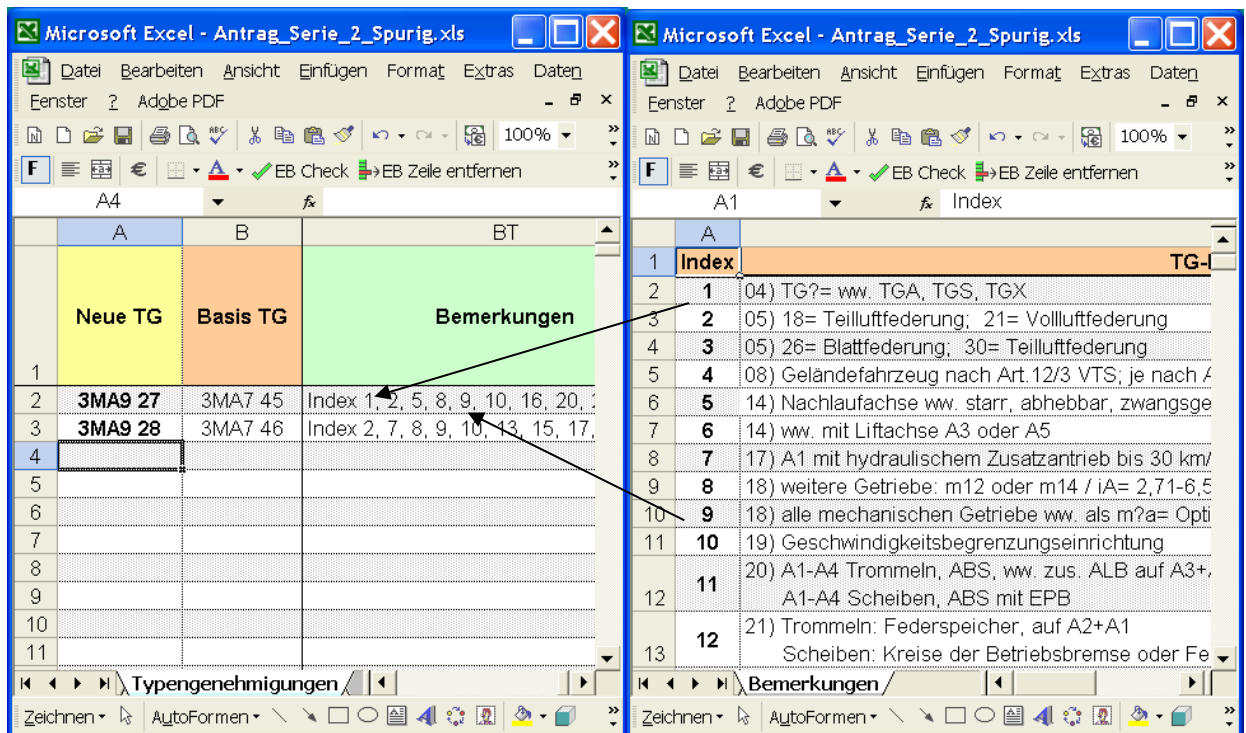 Microsoft Excel - Antrag_Serie_2_Spurig.xls
Datei Bearbeiten Ansicht Einfügen Format Extras Daten
Fenster ? Adobe PDF
100%
F € A EB Check EB Zeile entfernen
A4 fx
A B BT
1 Neue TG Basis TG Bemerkungen
2 3MA9 27 3MA7 45 Index 1, 2, 5, 8, 9, 10, 16, 20,
3 3MA9 28 3MA7 46 Index 2, 7, 8, 9, 10, 13, 15, 17,
4
5
6
7
8
9
10
11
Typengenehmigungen
Zeichnen AutoFormen
Microsoft Excel - Antrag_Serie_2_Spurig.xls
Datei Bearbeiten Ansicht Einfügen Format Extras Daten
Fenster ? Adobe PDF
100%
F € A EB Check EB Zeile entfernen
A1 fx Index
A
1 Index TG-
2 1 04) TG?= ww. TGA, TGS, TGX
3 2 05) 18= Teilluftfederung; 21= Vollluftfederung
4 3 05) 26= Blattfederung; 30= Teilluftfederung
5 4 08) Geländefahrzeug nach Art.12/3 VTS; je nach A
6 5 14) Nachlaufachse ww. starr, abhebbar, zwangsge
7 6 14) ww. mit Liftachse A3 oder A5
8 7 17) A1 mit hydraulischem Zusatzantrieb bis 30 km/
9 8 18) weitere Getriebe: m12 oder m14 / iA= 2,71-6,5
10 9 18) alle mechanischen Getriebe ww. als m?a= Opti
11 10 19) Geschwindigkeitsbegrenzungseinrichtung
12 11 20) A1-A4 Trommeln, ABS, ww. zus. ALB auf A3+
A1-A4 Scheiben, ABS mit EPB
13 12 21) Trommeln: Federspeicher, auf A2+A1
Scheiben: Kreise der Betriebsbremse oder Fe
Bemerkungen
Zeichnen AutoFormen